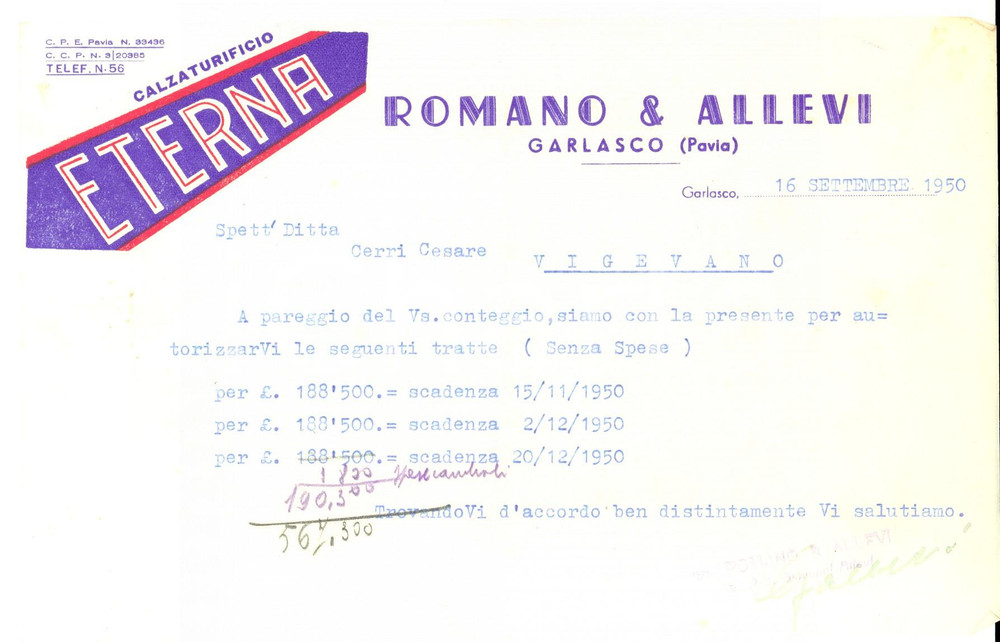 C. P. E. Pavia N. 33436
C. C. P. N. 3|20385
TELEF. N. 56
CALZATURIFICIO
ETERNA
ROMANO & ALLEVI
GARLASCO (Pavia)
Garlasco, 16 SETTEMBRE 1950
Spett' Ditta
Cerri Cesare
V I G E V A N O
A pareggio del Vs.conteggio,siamo con la presente per au=
torizzarVi le seguenti tratte ( Senza Spese )
per £. 188'500.= scadenza 15/11/1950
per £. 188'500.= scadenza 2/12/1950
per £. 188'500.= scadenza 20/12/1950
1 800
190,300
TrovandoVi d'accordo ben distintamente Vi salutiamo.
567,300
ALLEVI